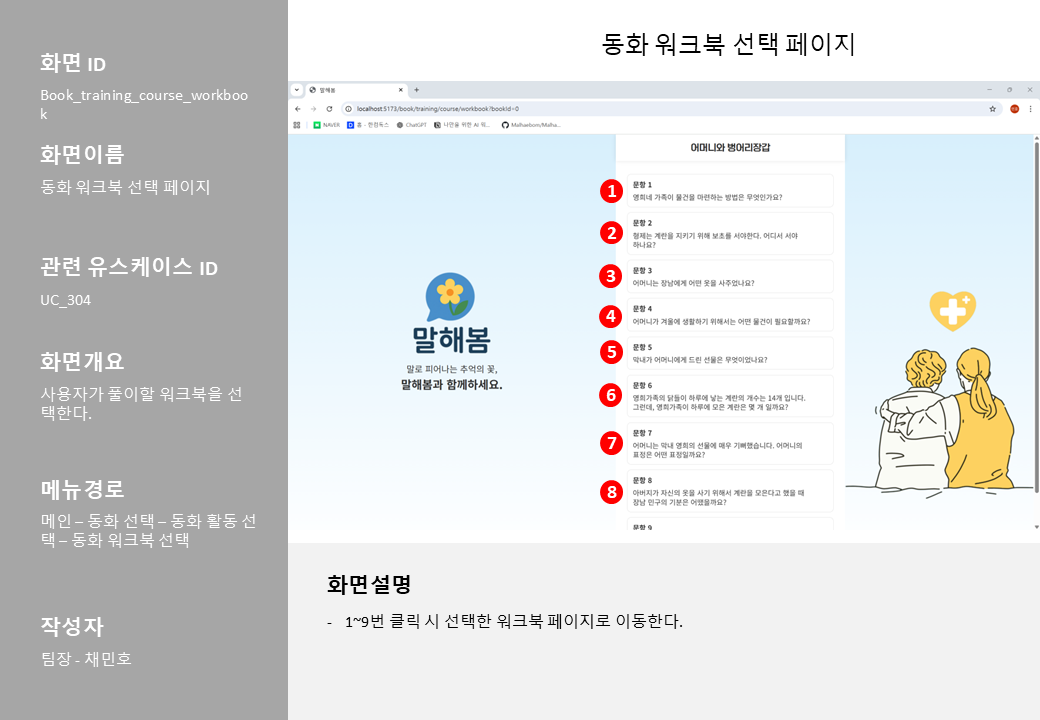 화면 ID
Book_training_course_workboo
k
화면이름
동화 워크북 선택 페이지
관련 유스케이스 ID
UC_304
화면개요
사용자가 풀이할 워크북을 선
택한다.
메뉴경로
메인 – 동화 선택 – 동화 활동 선
택 – 동화 워크북 선택
작성자
팀장 - 채민호
동화 워크북 선택 페이지
말해봄
localhost:5173/book/training/course/workbook?bookId=0
NAVER
홈 - 한컴독스
ChatGPT
나만을 위한 AI 워...
Malhaebom/Malha...
말해봄
말로 피어나는 추억의 꽃,
말해봄과 함께하세요.
어머니와 벙어리장갑
1
문항 1
영희네 가족이 물건을 마련하는 방법은 무엇인가요?
2
문항 2
형제는 계란을 지키기 위해 보초를 서야한다. 어디서 서야
하나요?
3
문항 3
어머니는 장남에게 어떤 옷을 사주었나요?
4
문항 4
어머니가 겨울에 생활하기 위해서는 어떤 물건이 필요할까요?
5
문항 5
막내가 어머니에게 드린 선물은 무엇이었나요?
6
문항 6
영희가족의 닭들이 하루에 낳는 계란의 개수는 14개 입니다.
그런데, 영희가족이 하루에 모은 계란은 몇 개 일까요?
7
문항 7
어머니는 막내 영희의 선물에 매우 기뻐했습니다. 어머니의
표정은 어떤 표정일까요?
8
문항 8
아버지가 자신의 옷을 사기 위해서 계란을 모은다고 했을 때
장남 민구의 기분은 어땠을까요?
문항 9
화면설명
- 1~9번 클릭 시 선택한 워크북 페이지로 이동한다.